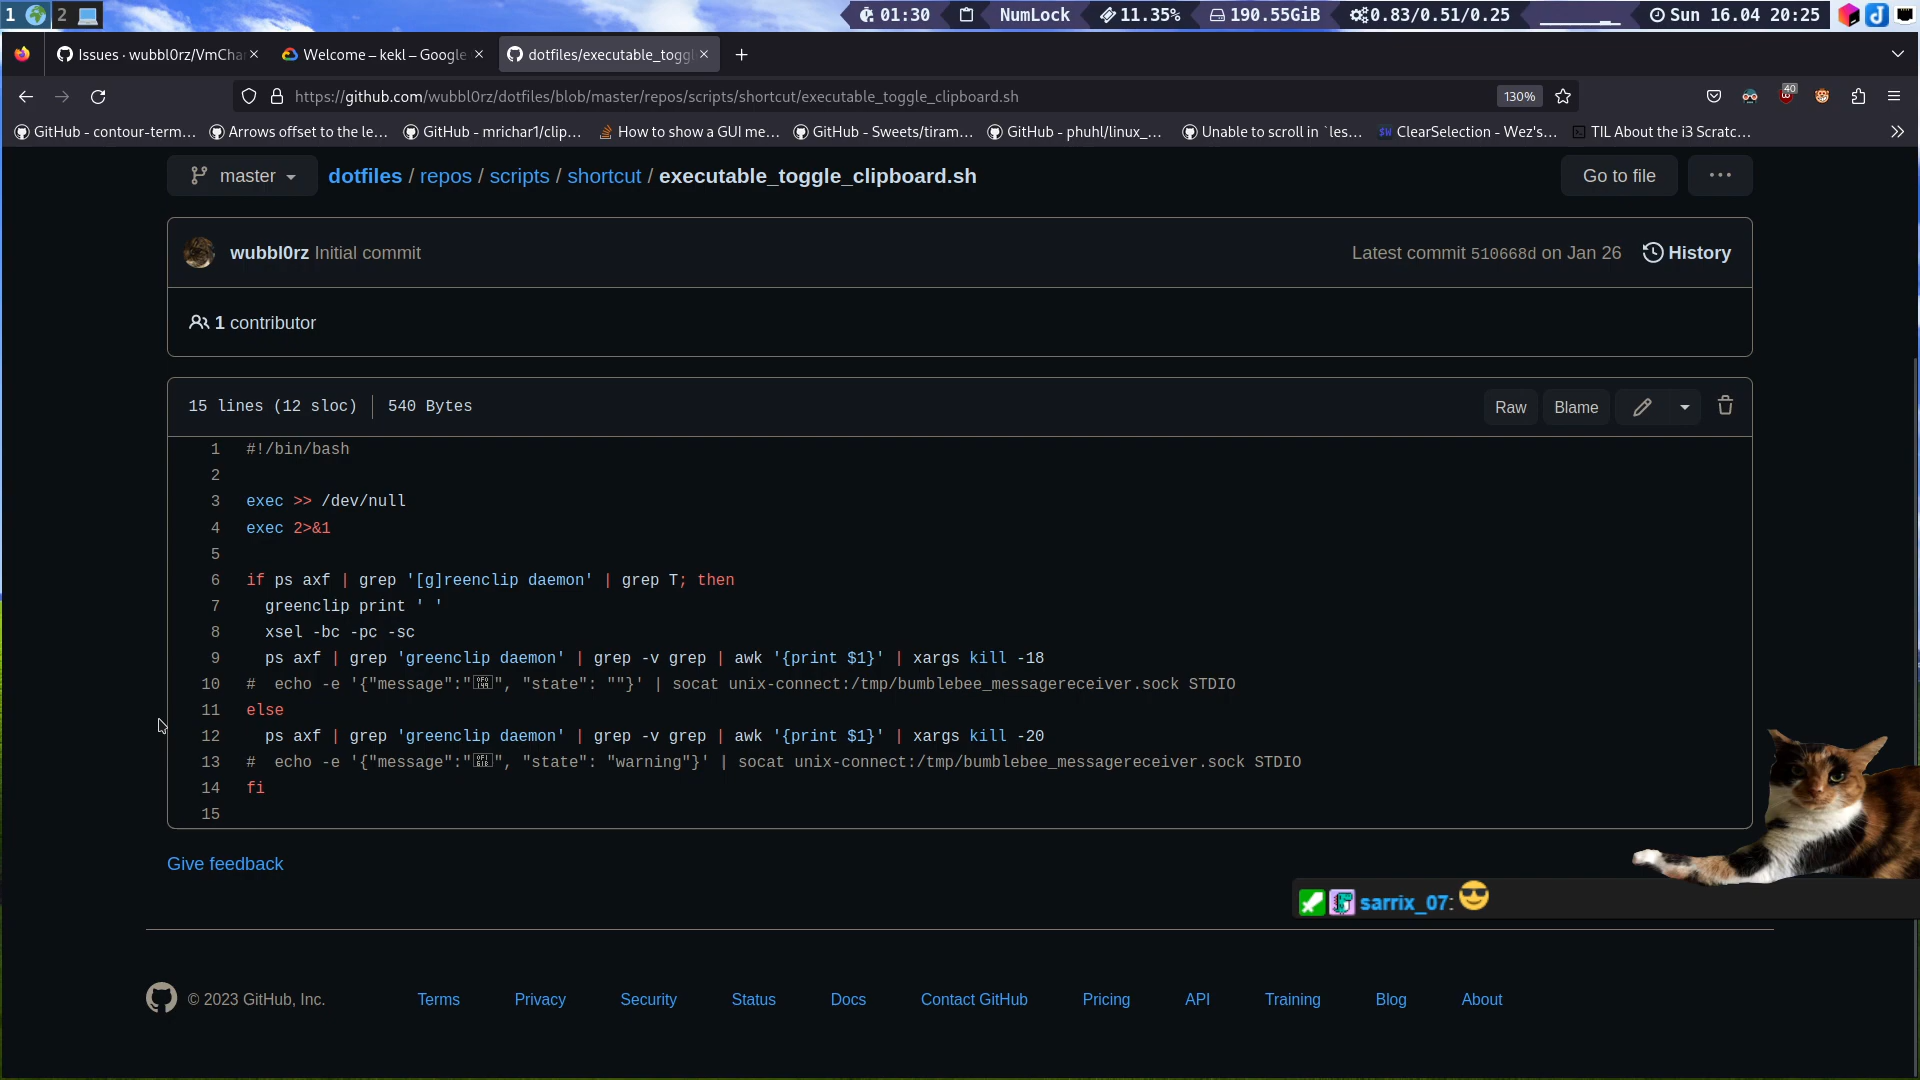 1 2 01:30 NumLock 11.35% 190.55GiB 0.83/0.51/0.25 Sun 16.04 20:25
Issues · wubbl0rz/VmCha Welcome – kekl – Google dotfiles/executable_toggl
https://github.com/wubbl0rz/dotfiles/blob/master/repos/scripts/shortcut/executable_toggle_clipboard.sh 130% 40
GitHub - contour-term... Arrows offset to the le... GitHub - mrichar1/clip... How to show a GUI me... GitHub - Sweets/tiram... GitHub - phuhl/linux_... Unable to scroll in `les... ClearSelection - Wez's... TIL About the i3 Scratc...
master dotfiles / repos / scripts / shortcut / executable_toggle_clipboard.sh Go to file ...
wubbl0rz Initial commit Latest commit 510668d on Jan 26 History
1 contributor
15 lines (12 sloc) 540 Bytes Raw Blame
1 #!/bin/bash
2
3 exec >> /dev/null
4 exec 2>&1
5
6 if ps axf | grep '[g]reenclip daemon' | grep T; then
7 greenclip print ' '
8 xsel -bc -pc -sc
9 ps axf | grep 'greenclip daemon' | grep -v grep | awk '{print $1}' | xargs kill -18
10 # echo -e '{"message":"", "state": ""}' | socat unix-connect:/tmp/bumblebee_messagereceiver.sock STDIO
11 else
12 ps axf | grep 'greenclip daemon' | grep -v grep | awk '{print $1}' | xargs kill -20
13 # echo -e '{"message":"", "state": "warning"}' | socat unix-connect:/tmp/bumblebee_messagereceiver.sock STDIO
14 fi
15
Give feedback
sarrix_07: 😎
© 2023 GitHub, Inc. Terms Privacy Security Status Docs Contact GitHub Pricing API Training Blog About